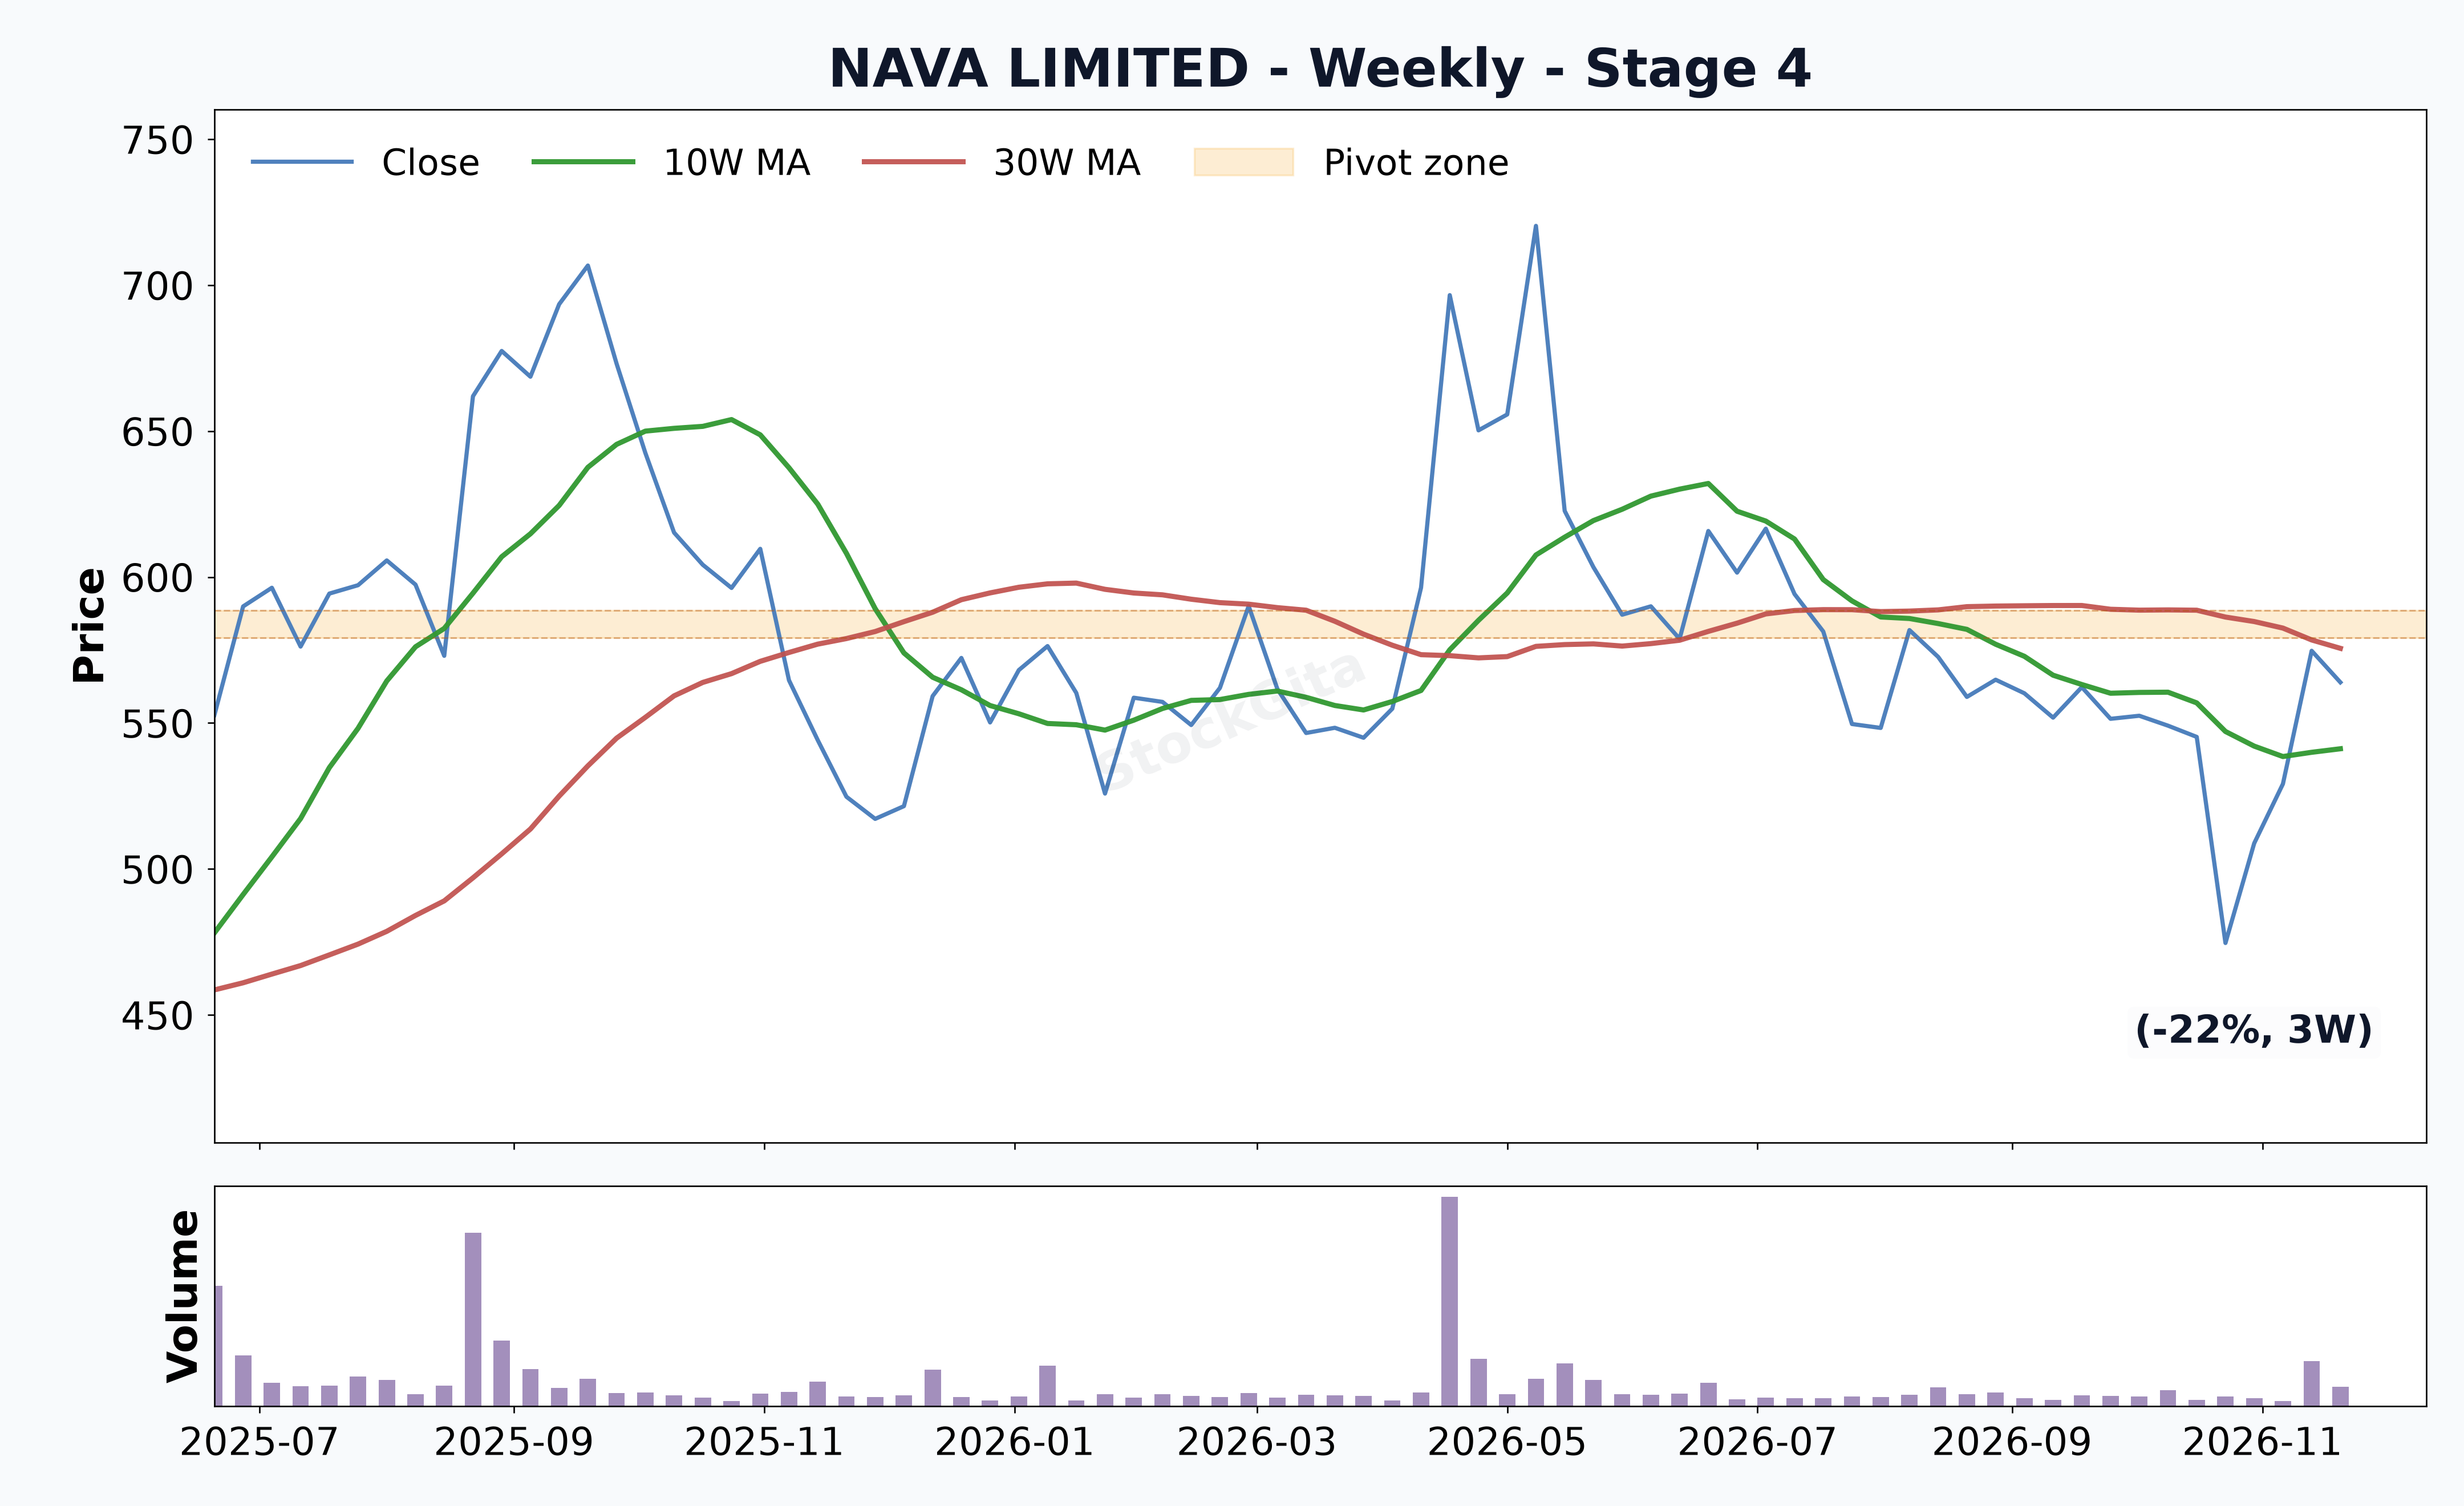 NAVA LIMITED - Weekly - Stage 4
Close
10W MA
30W MA
Pivot zone
Price
750
700
650
600
550
500
450
StockGita
(-22%, 3W)
Volume
2025-07
2025-09
2025-11
2026-01
2026-03
2026-05
2026-07
2026-09
2026-11